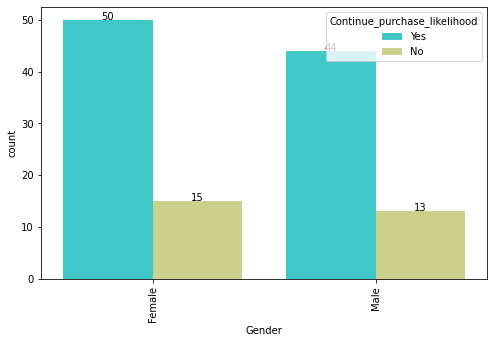 Continue_purchase_likelihood
Yes
No
50
15
44
13
count
50
40
30
20
10
0
Female
Male
Gender